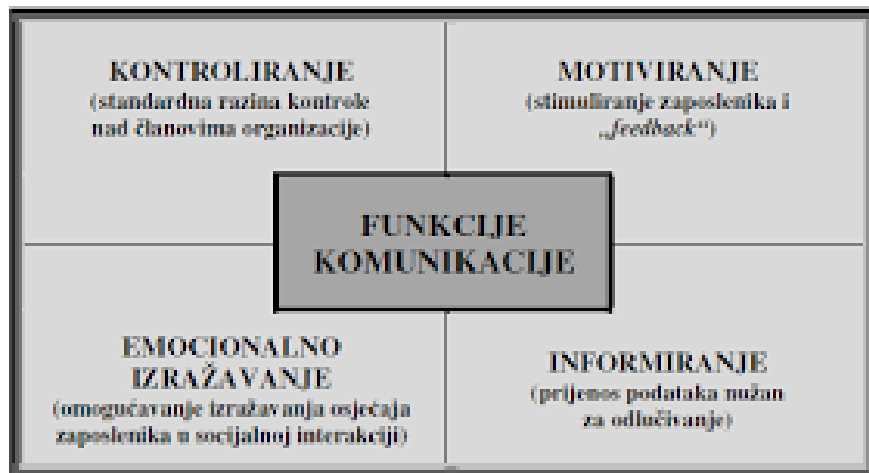 KONTROLIRANJE
(standardna razina kontrole
nad članovima organizacije)
MOTIVIRANJE
(stimuliranje zaposlenika i
„feedback“)
FUNKCIJE
KOMUNIKACIJE
EMOCIONALNO
IZRAŽAVANJE
(omogućavanje izražavanja osjećaja
zaposlenika u socijalnoj interakciji)
INFORMIRANJE
(prijenos podataka nužan
za odlučivanje)